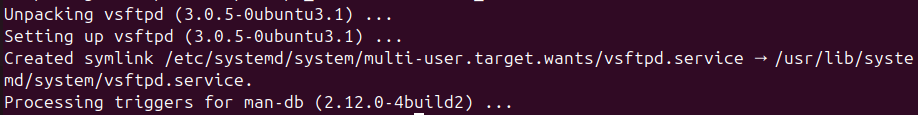 Unpacking vsftpd (3.0.5-0ubuntu3.1) ...
Setting up vsftpd (3.0.5-0ubuntu3.1) ...
Created symlink /etc/systemd/system/multi-user.target.wants/vsftpd.service → /usr/lib/syste
md/system/vsftpd.service.
Processing triggers for man-db (2.12.0-4build2) ...